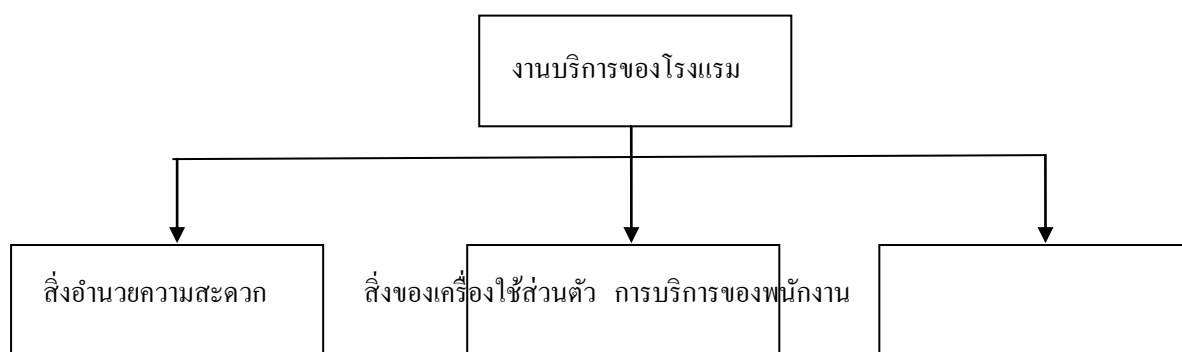 งานบริการของโรงแรม
สิ่งอำนวยความสะดวก สิ่งของเครื่องใช้ส่วนตัว การบริการของพนักงาน